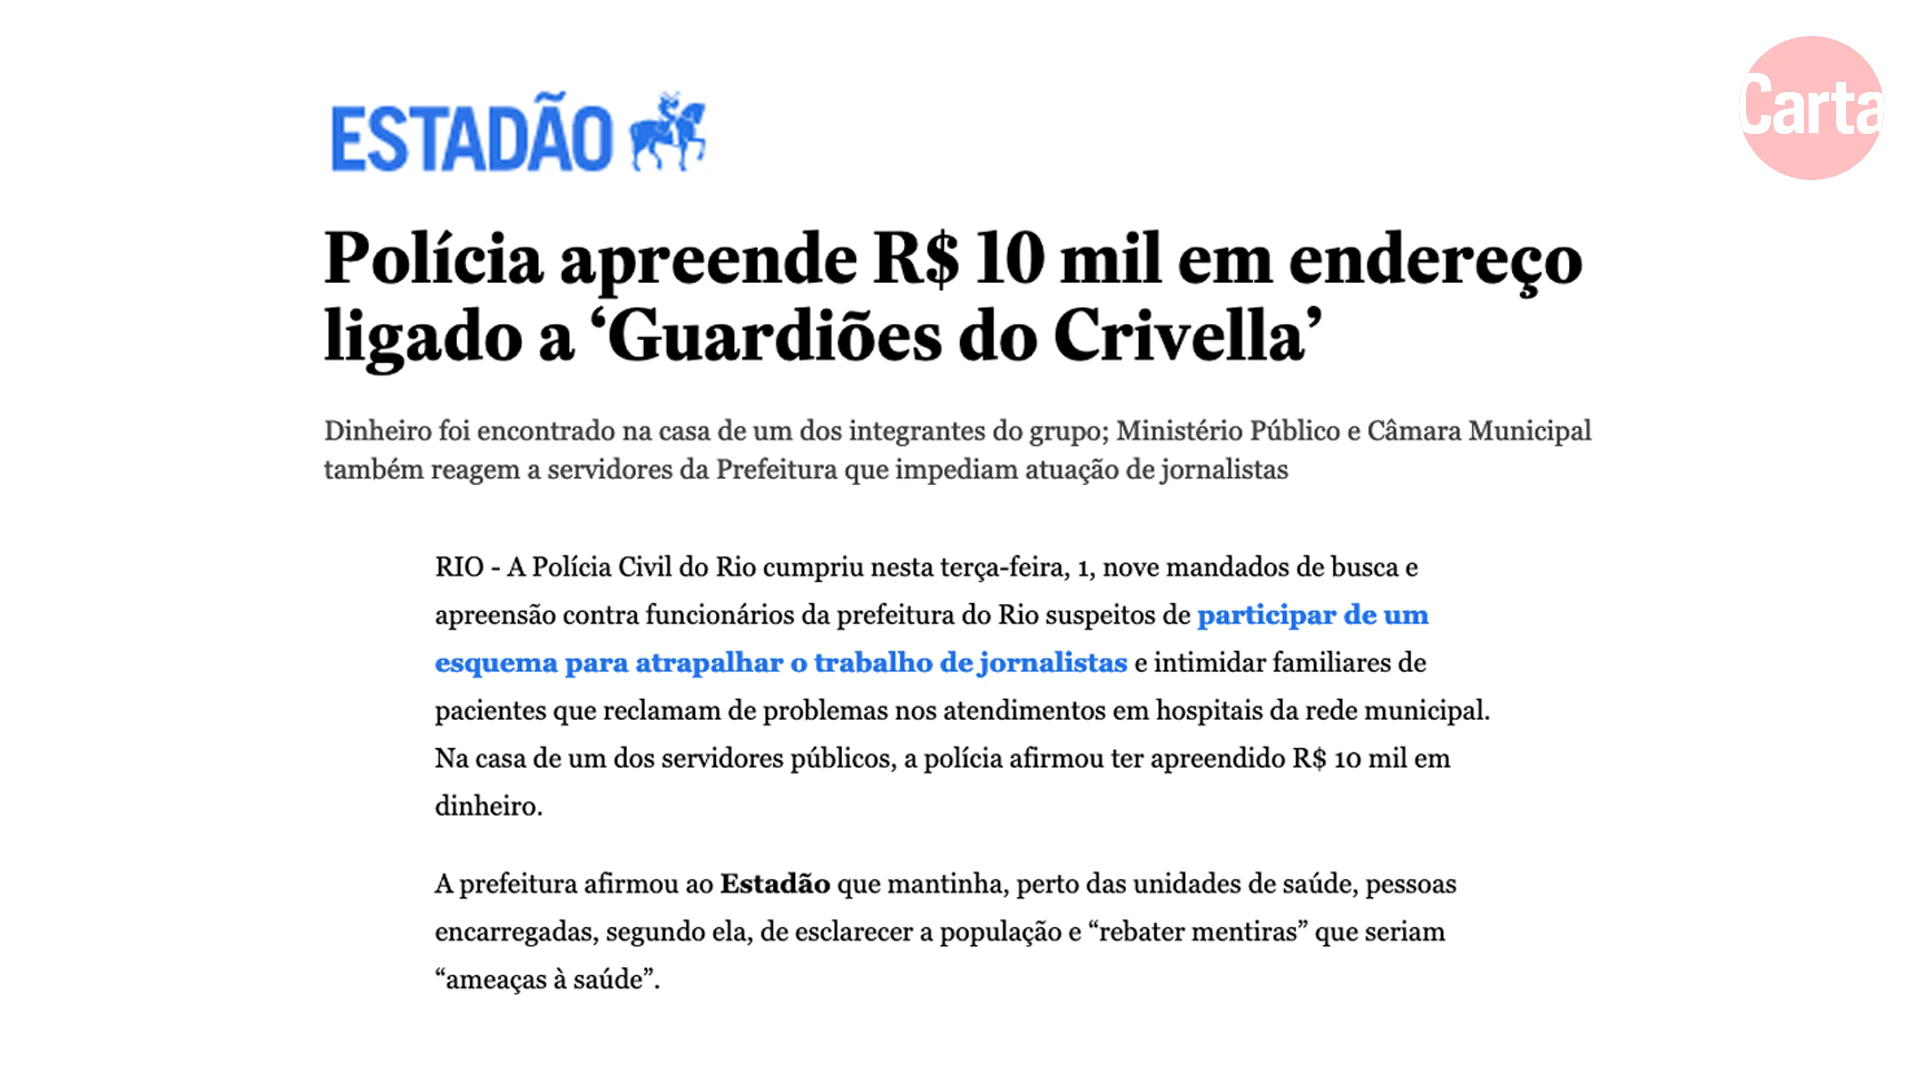 ESTADÃO
Carta
Polícia apreende R$ 10 mil em endereço
ligado a ‘Guardiões do Crivella’
Dinheiro foi encontrado na casa de um dos integrantes do grupo; Ministério Público e Câmara Municipal
também reagem a servidores da Prefeitura que impediam atuação de jornalistas
RIO - A Polícia Civil do Rio cumpriu nesta terça-feira, 1, nove mandados de busca e
apreensão contra funcionários da prefeitura do Rio suspeitos de participar de um
esquema para atrapalhar o trabalho de jornalistas e intimidar familiares de
pacientes que reclamam de problemas nos atendimentos em hospitais da rede municipal.
Na casa de um dos servidores públicos, a polícia afirmou ter apreendido R$ 10 mil em
dinheiro.
A prefeitura afirmou ao Estadão que mantinha, perto das unidades de saúde, pessoas
encarregadas, segundo ela, de esclarecer a população e “rebater mentiras” que seriam
“ameaças à saúde”.